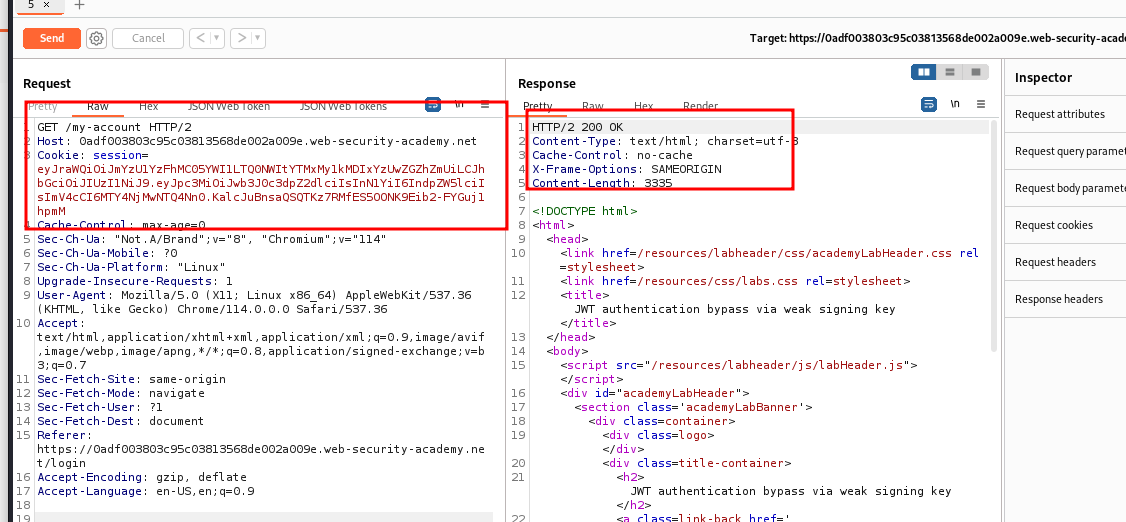 5 × +
Send Cancel < >
Target: https://0adf003803c95c03813568de002a009e.web-security-acade
Request
Pretty Raw Hex JSON Web Token JSON Web Tokens \n
1 GET /my-account HTTP/2
2 Host: 0adf003803c95c03813568de002a009e.web-security-academy.net
3 Cookie: session=
4 Cache-Control: max-age=0
5 Sec-Ch-Ua: "Not.A/Brand";v="8", "Chromium";v="114"
6 Sec-Ch-Ua-Mobile: ?0
7 Sec-Ch-Ua-Platform: "Linux"
8 Upgrade-Insecure-Requests: 1
9 User-Agent: Mozilla/5.0 (X11; Linux x86_64) AppleWebKit/537.36
(KHTML, like Gecko) Chrome/114.0.0.0 Safari/537.36
10 Accept:
text/html,application/xhtml+xml,application/xml;q=0.9,image/avif
,image/webp,image/apng,*/*;q=0.8,application/signed-exchange;v=b
3;q=0.7
11 Sec-Fetch-Site: same-origin
12 Sec-Fetch-Mode: navigate
13 Sec-Fetch-User: ?1
14 Sec-Fetch-Dest: document
15 Referer:
https://0adf003803c95c03813568de002a009e.web-security-academy.ne
t/login
16 Accept-Encoding: gzip, deflate
17 Accept-Language: en-US,en;q=0.9
18
19
Response
Pretty Raw Hex Render \n
1 HTTP/2 200 OK
2 Content-Type: text/html; charset=utf-8
3 Cache-Control: no-cache
4 X-Frame-Options: SAMEORIGIN
5 Content-Length: 3335
6
7 <!DOCTYPE html>
8 <html>
9 <head>
10 <link href=/resources/labheader/css/academyLabHeader.css rel
=stylesheet>
11 <link href=/resources/css/labs.css rel=stylesheet>
12 <title>
JWT authentication bypass via weak signing key
</title>
13 </head>
14 <body>
15 <script src="/resources/labheader/js/labHeader.js">
</script>
16 <div id="academyLabHeader">
17 <section class='academyLabBanner'>
18 <div class=container>
19 <div class=logo>
</div>
20 <div class=title-container>
21 <h2>
JWT authentication bypass via weak signing key
</h2>
22 <a class=link-back href='
Inspector
Request attributes
Request query paramet
Request body paramete
Request cookies
Request headers
Response headers